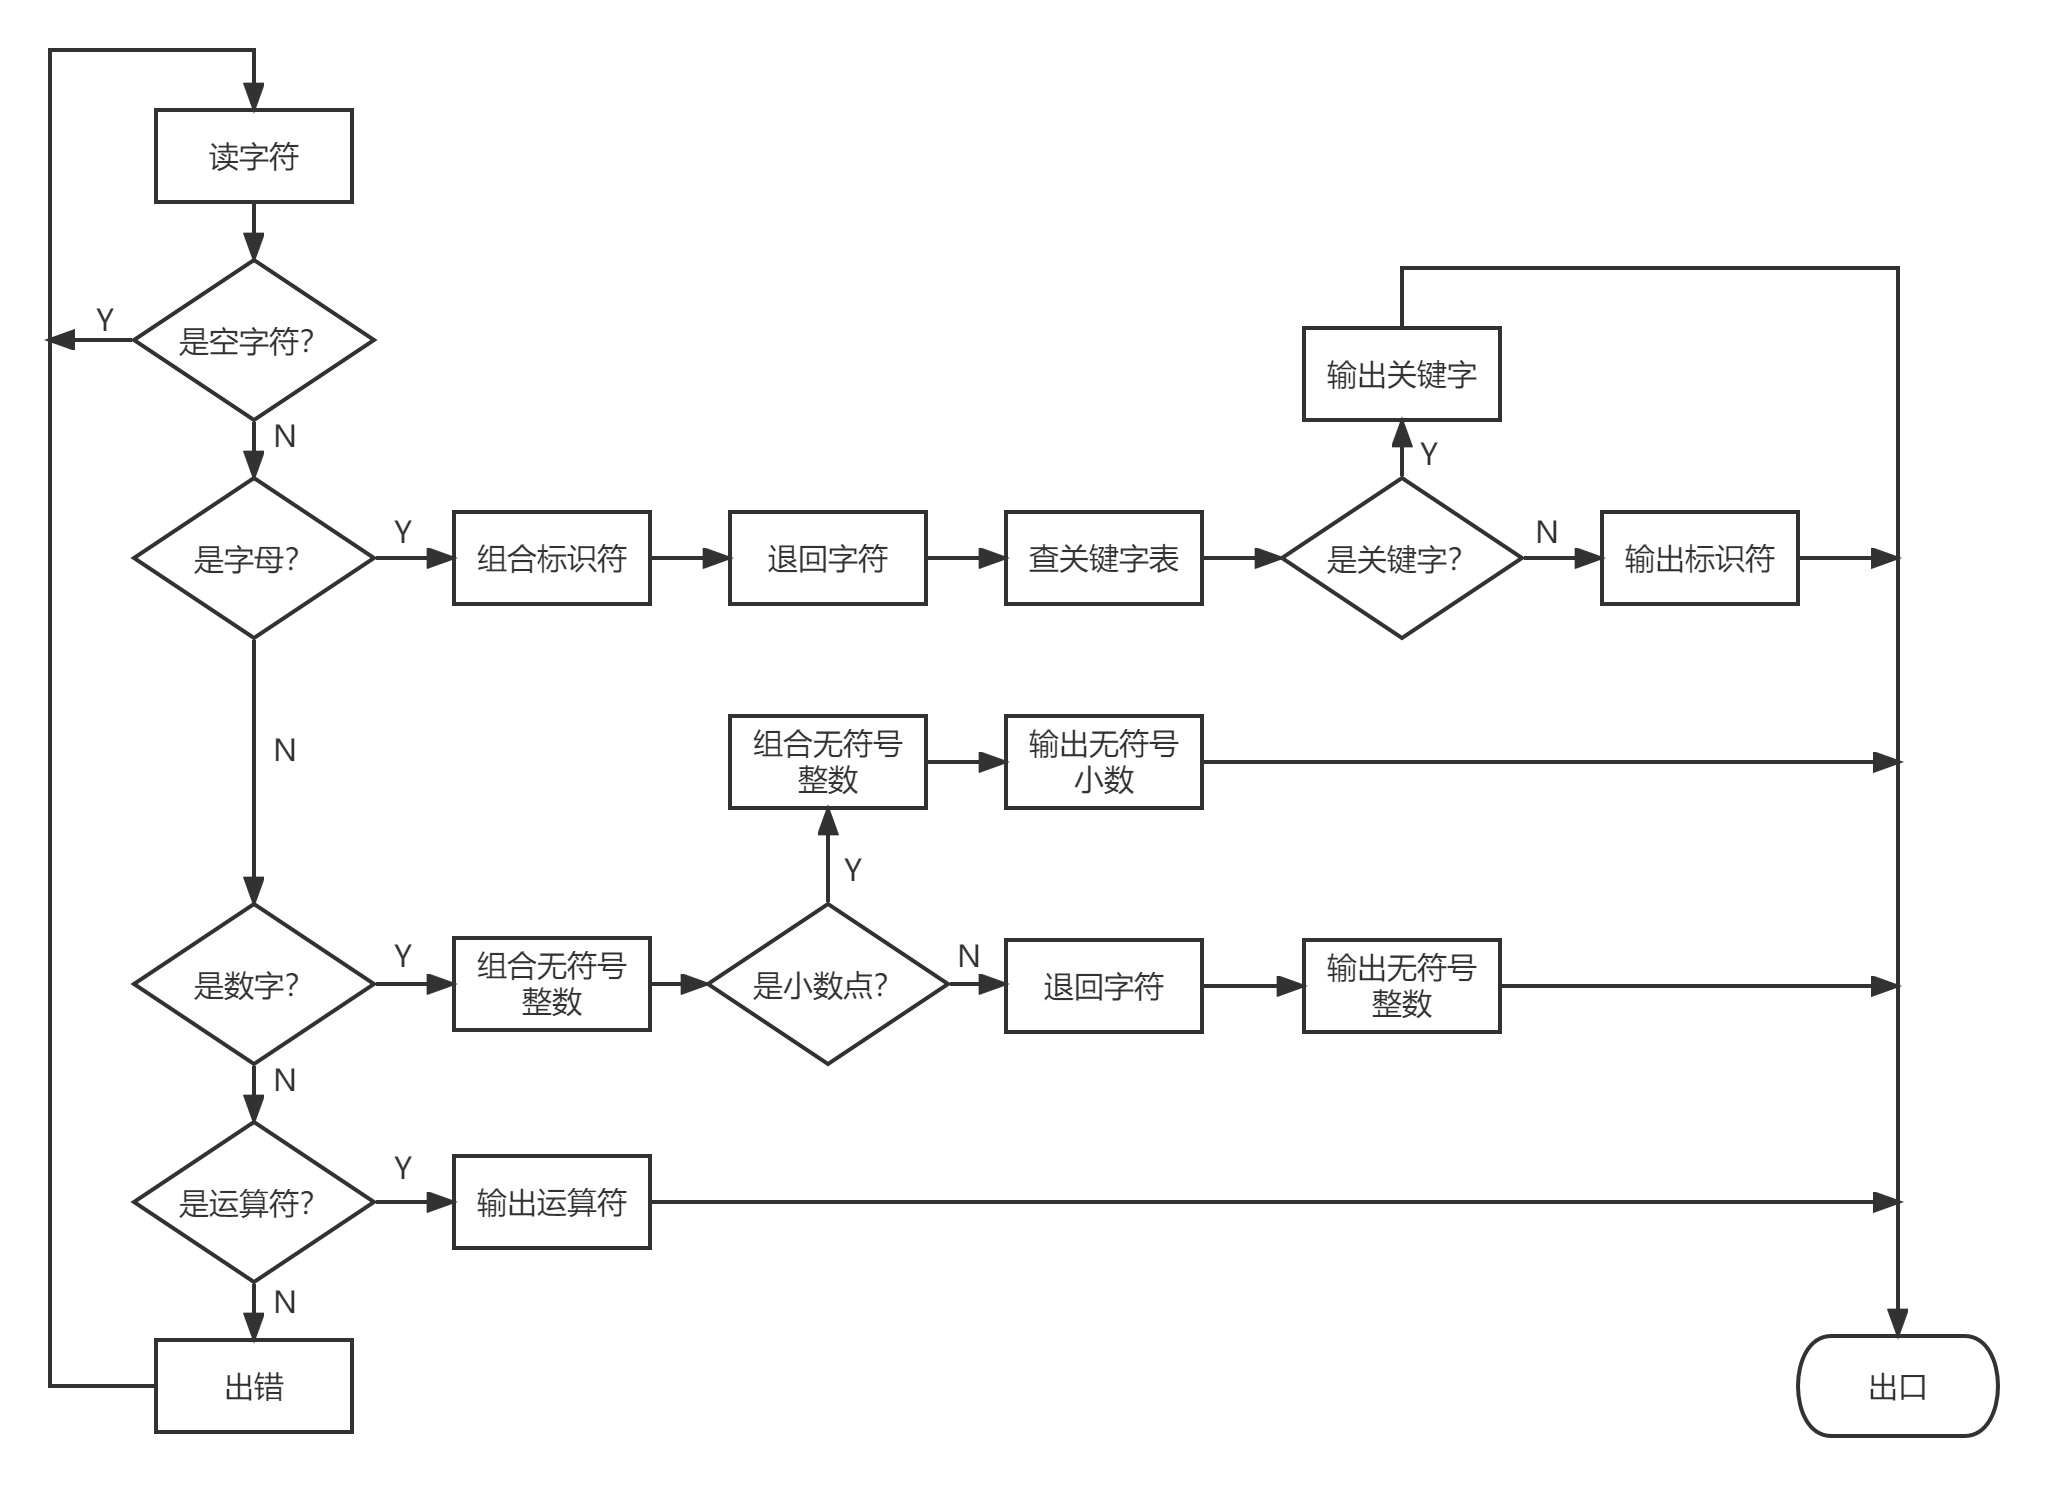 读字符
是空字符?
Y
N
输出关键字
Y
是字母?
Y
组合标识符
退回字符
查关键字表
是关键字?
N
输出标识符
N
组合无符号
整数
输出无符号
小数
Y
是数字?
Y
组合无符号
整数
是小数点?
N
退回字符
输出无符号
整数
N
是运算符?
Y
输出运算符
N
出错
出口